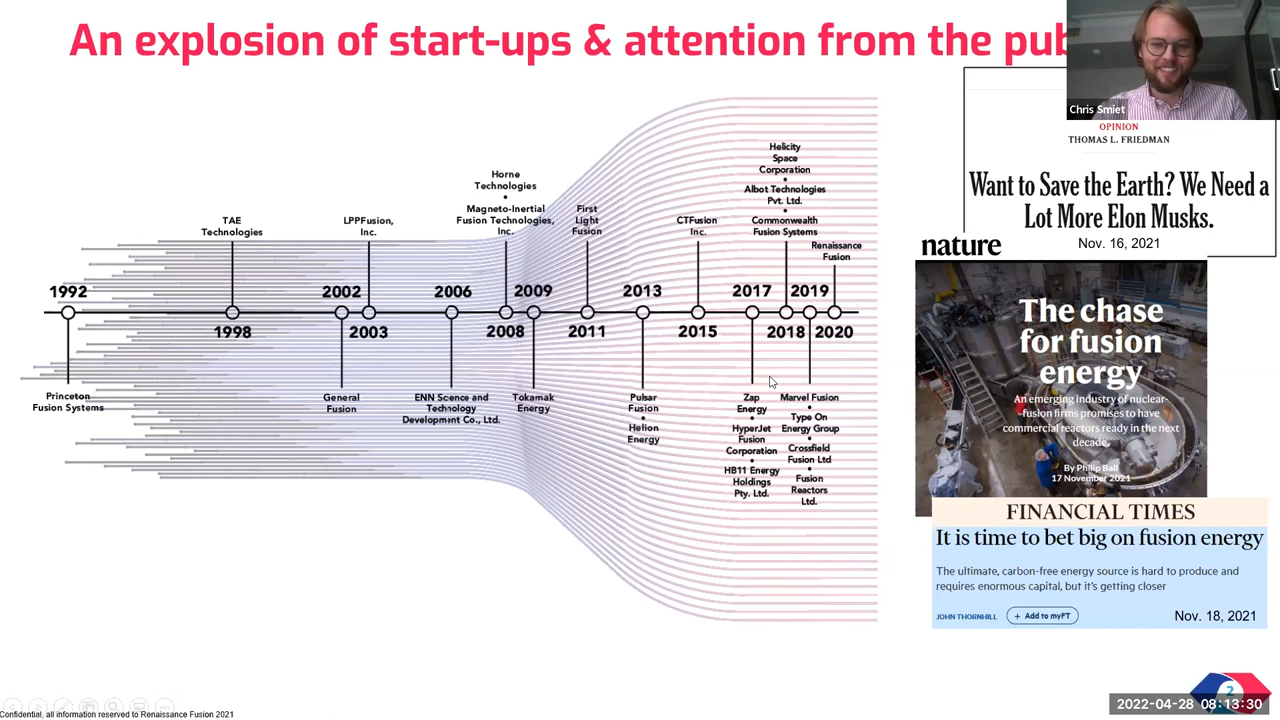 An explosion of start-ups & attention from the pub
Chris Smiet
OPINION
THOMAS L. FRIEDMAN
Want to Save the Earth? We Need a
Lot More Elon Musks.
Nov. 16, 2021
nature
The chase
for fusion
energy
An emerging industry of nuclear-
-fusion firms promises to have
commercial reactors ready in the next
decade.
By Philip Ball
17 November 2021
FINANCIAL TIMES
It is time to bet big on fusion energy
The ultimate, carbon-free energy source is hard to produce and
requires enormous capital, but it's getting closer
JOHN THORNHILL
+ Add to myFT
Nov. 18, 2021
Helicity
Space
Corporation
•
Albot Technologies
Pvt. Ltd.
•
Commonwealth
Fusion Systems
Horne
Technologies
•
Magneto-Inertial
Fusion Technologies,
Inc.
First
Light
Fusion
TAE
Technologies
LPPFusion,
Inc.
CTFusion
Inc.
Renaissance
Fusion
1992
2002
2006
2009
2013
2017
2019
1998
2003
2008
2011
2015
2018
2020
Princeton
Fusion Systems
General
Fusion
ENN Science and
Technology
Development Co., Ltd.
Tokamak
Energy
Pulsar
Fusion
•
Helion
Energy
Zap
Energy
•
HyperJet
Fusion
Corporation
•
HB11 Energy
Holdings
Pty. Ltd.
Marvel Fusion
•
Type One
Energy Group
•
Crossfield
Fusion Ltd
•
Fusion
Reactors
Ltd.
2
2022-04-28 08:13:30
Confidential, all information reserved to Renaissance Fusion 2021